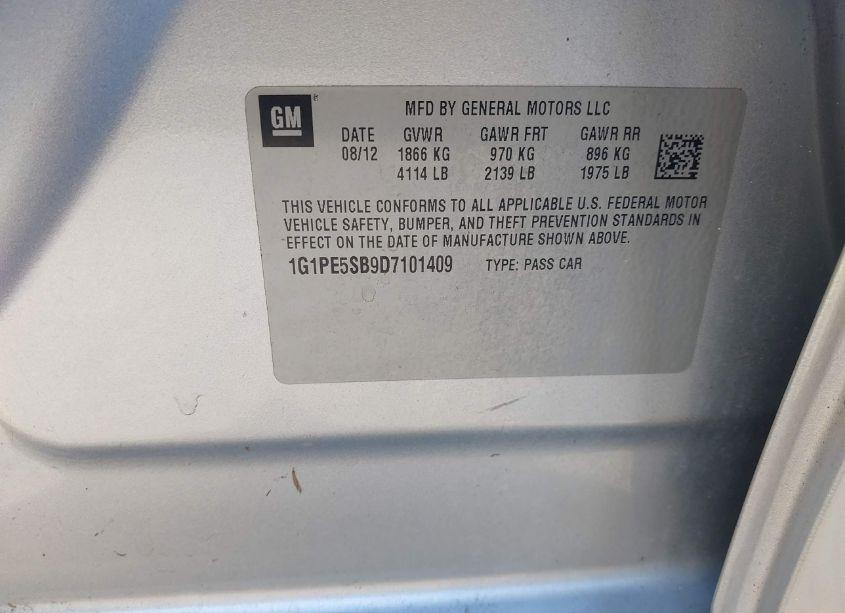 GM
MFD BY GENERAL MOTORS LLC
DATE GVWR GAWR FRT GAWR RR
08/12 1866 KG 970 KG 896 KG
4114 LB 2139 LB 1975 LB
THIS VEHICLE CONFORMS TO ALL APPLICABLE U.S. FEDERAL MOTOR
VEHICLE SAFETY, BUMPER, AND THEFT PREVENTION STANDARDS IN
EFFECT ON THE DATE OF MANUFACTURE SHOWN ABOVE.
1G1PE5SB9D7101409 TYPE: PASS CAR